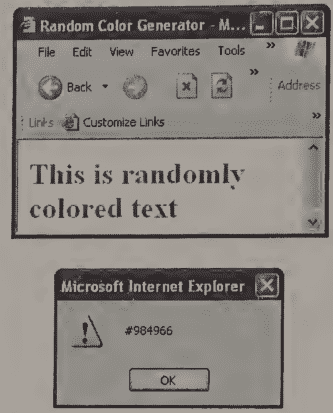 Random Color Generator - M...
File Edit View Favorites Tools »
Back » Address
Links Customize Links »
This is randomly
colored text
Microsoft Internet Explorer
#984966
OK